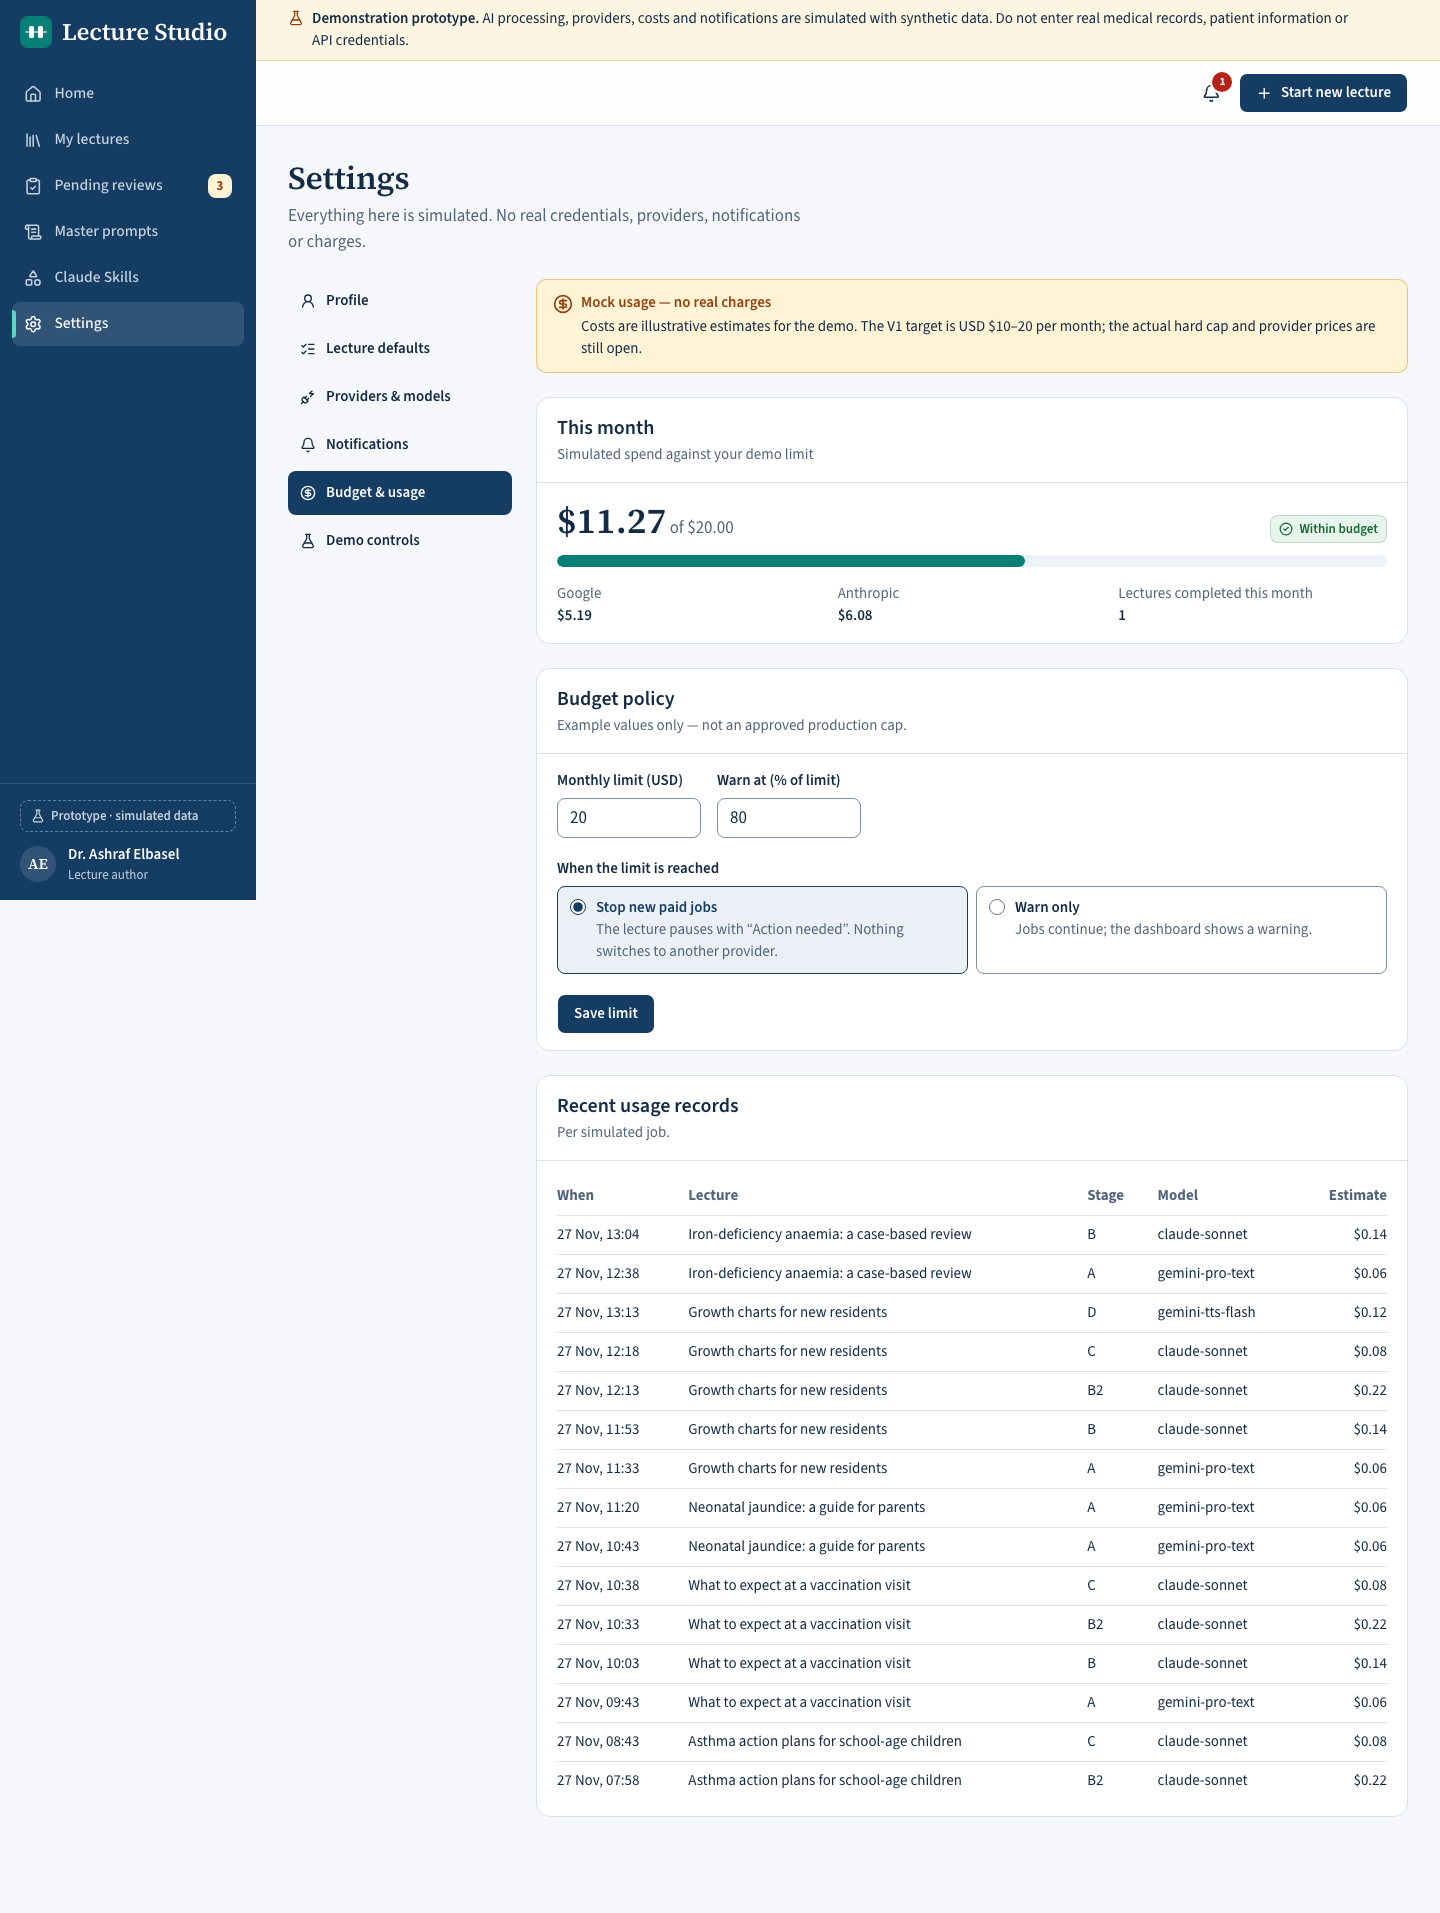 Lecture Studio
Home
My lectures
Pending reviews 3
Master prompts
Claude Skills
Settings
Prototype · simulated data
AE
Dr. Ashraf Elbasel
Lecture author
Demonstration prototype. AI processing, providers, costs and notifications are simulated with synthetic data. Do not enter real medical records, patient information or
API credentials.
1
Start new lecture
Settings
Everything here is simulated. No real credentials, providers, notifications
or charges.
Profile
Lecture defaults
Providers & models
Notifications
Budget & usage
Demo controls
Mock usage — no real charges
Costs are illustrative estimates for the demo. The V1 target is USD $10–20 per month; the actual hard cap and provider prices are
still open.
This month
Simulated spend against your demo limit
$11.27 of $20.00
Within budget
Google Anthropic Lectures completed this month
$5.19 $6.08 1
Budget policy
Example values only — not an approved production cap.
Monthly limit (USD) Warn at (% of limit)
20 80
When the limit is reached
Stop new paid jobs
The lecture pauses with “Action needed”. Nothing
switches to another provider.
Warn only
Jobs continue; the dashboard shows a warning.
Save limit
Recent usage records
Per simulated job.
When Lecture Stage Model Estimate
27 Nov, 13:04 Iron-deficiency anaemia: a case-based review B claude-sonnet $0.14
27 Nov, 12:38 Iron-deficiency anaemia: a case-based review A gemini-pro-text $0.06
27 Nov, 13:13 Growth charts for new residents D gemini-tts-flash $0.12
27 Nov, 12:18 Growth charts for new residents C claude-sonnet $0.08
27 Nov, 12:13 Growth charts for new residents B2 claude-sonnet $0.22
27 Nov, 11:53 Growth charts for new residents B claude-sonnet $0.14
27 Nov, 11:33 Growth charts for new residents A gemini-pro-text $0.06
27 Nov, 11:20 Neonatal jaundice: a guide for parents A gemini-pro-text $0.06
27 Nov, 10:43 Neonatal jaundice: a guide for parents A gemini-pro-text $0.06
27 Nov, 10:38 What to expect at a vaccination visit C claude-sonnet $0.08
27 Nov, 10:33 What to expect at a vaccination visit B2 claude-sonnet $0.22
27 Nov, 10:03 What to expect at a vaccination visit B claude-sonnet $0.14
27 Nov, 09:43 What to expect at a vaccination visit A gemini-pro-text $0.06
27 Nov, 08:43 Asthma action plans for school-age children C claude-sonnet $0.08
27 Nov, 07:58 Asthma action plans for school-age children B2 claude-sonnet $0.22